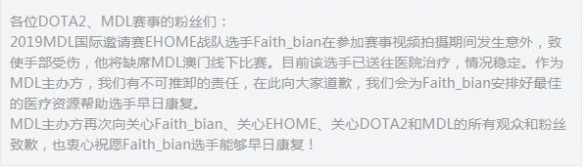 各位DOTA2、MDL赛事的粉丝们：
2019MDL国际邀请赛EHOME战队选手Faith_bian在参加赛事视频拍摄期间发生意外，致
使手部受伤，他将缺席MDL澳门线下比赛。目前该选手已送往医院治疗，情况稳定。作为
MDL主办方，我们有不可推卸的责任，在此向大家道歉，我们会为Faith_bian安排好最佳
的医疗资源帮助选手早日康复。
MDL主办方再次向关心Faith_bian、关心EHOME、关心DOTA2和MDL的所有观众和粉丝
致歉，也衷心祝愿Faith_bian选手能够早日康复！